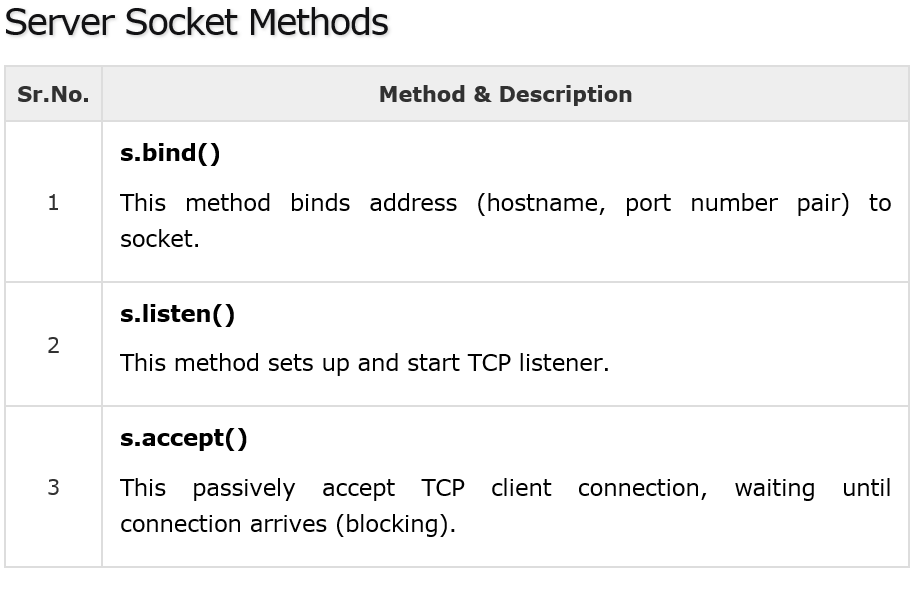 Server Socket Methods
Sr.No. Method & Description
s.bind()
1 This method binds address (hostname, port number pair) to
socket.
s.listen()
2
This method sets up and start TCP listener.
s.accept()
3 This passively accept TCP client connection, waiting until
connection arrives (blocking).